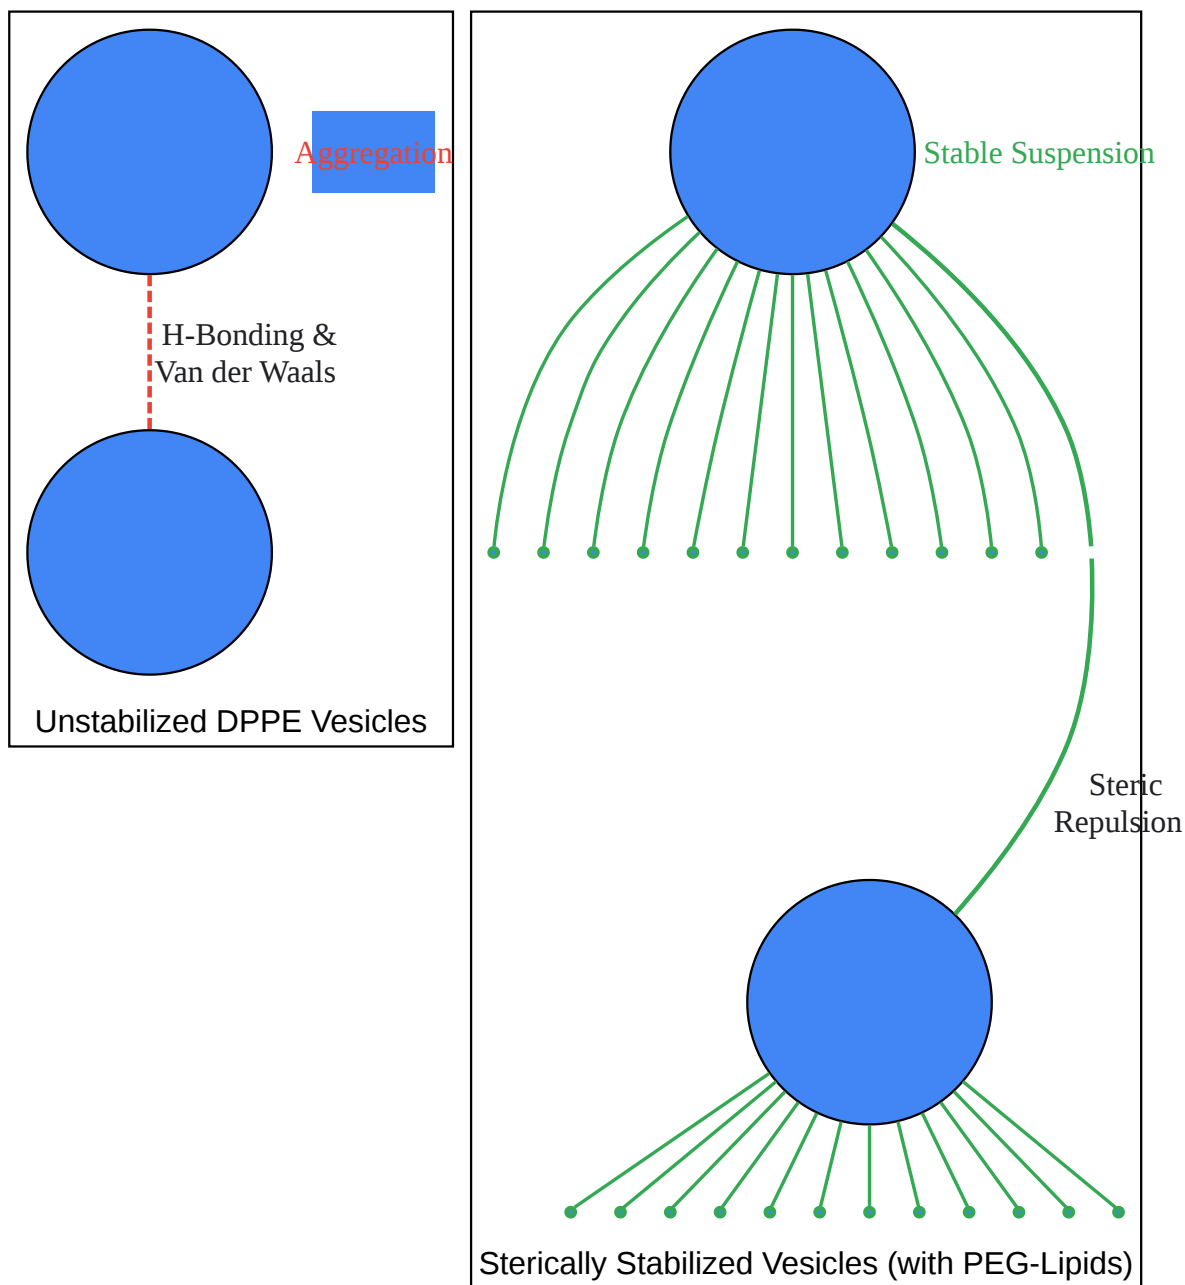 Aggregation
H-Bonding &
Van der Waals
Unstabilized DPPE Vesicles
Stable Suspension
Steric
Repulsion
Sterically Stabilized Vesicles (with PEG-Lipids)